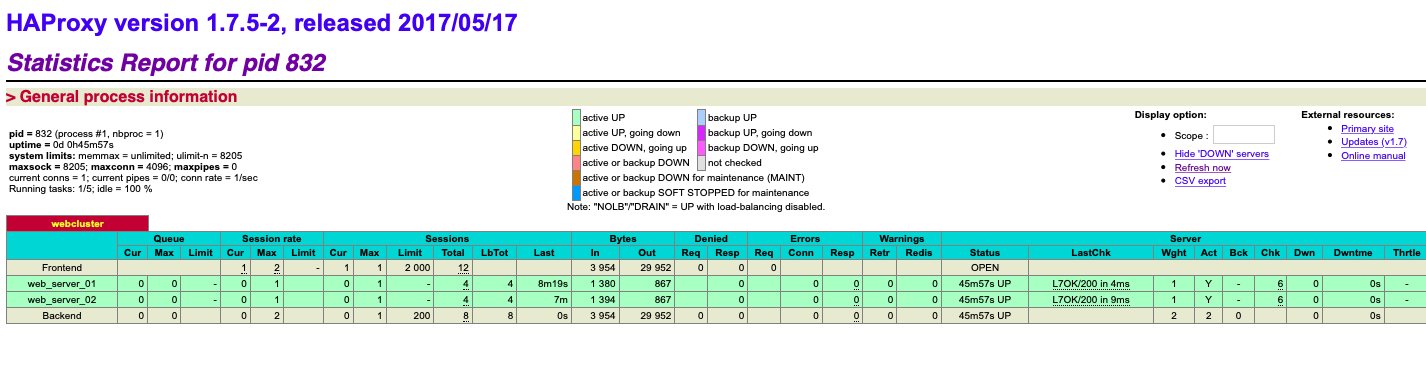 HAProxy version 1.7.5-2, released 2017/05/17
Statistics Report for pid 832
> General process information
pid = 832 (process #1, nbproc = 1)
uptime = 0d 0h45m57s
system limits: memmax = unlimited; ulimit-n = 8205
maxsock = 8205; maxconn = 4096; maxpipes = 0
current conns = 1; current pipes = 0/0; conn rate = 1/sec
Running tasks: 1/5; idle = 100 %
active UP backup UP
active UP, going down backup UP, going down
active DOWN, going up backup DOWN, going up
active or backup DOWN not checked
active or backup DOWN for maintenance (MAINT)
active or backup SOFT STOPPED for maintenance
Note: "NOLB"/"DRAIN" = UP with load-balancing disabled.
Display option:
• Scope :
• Hide 'DOWN' servers
• Refresh now
• CSV export
External resources:
• Primary site
• Updates (v1.7)
• Online manual
webcluster
Queue Session rate Sessions Bytes Denied Errors Warnings Server
Cur Max Limit Cur Max Limit Cur Max Limit Total LbTot Last In Out Req Resp Req Conn Resp Retr Redis Status LastChk Wght Act Bck Chk Dwn Dwntme Thrtle
Frontend 1 2 - 1 1 2 000 12 3 954 29 952 0 0 0 OPEN
web_server_01 0 0 - 0 1 0 1 - 4 4 8m19s 1 380 867 0 0 0 0 0 45m57s UP L7OK/200 in 4ms 1 Y - 6 0 0s -
web_server_02 0 0 - 0 1 0 1 - 4 4 7m 1 394 867 0 0 0 0 0 45m57s UP L7OK/200 in 9ms 1 Y - 6 0 0s -
Backend 0 0 0 2 0 1 200 8 8 0s 3 954 29 952 0 0 0 0 0 0 45m57s UP 2 2 0 0 0s